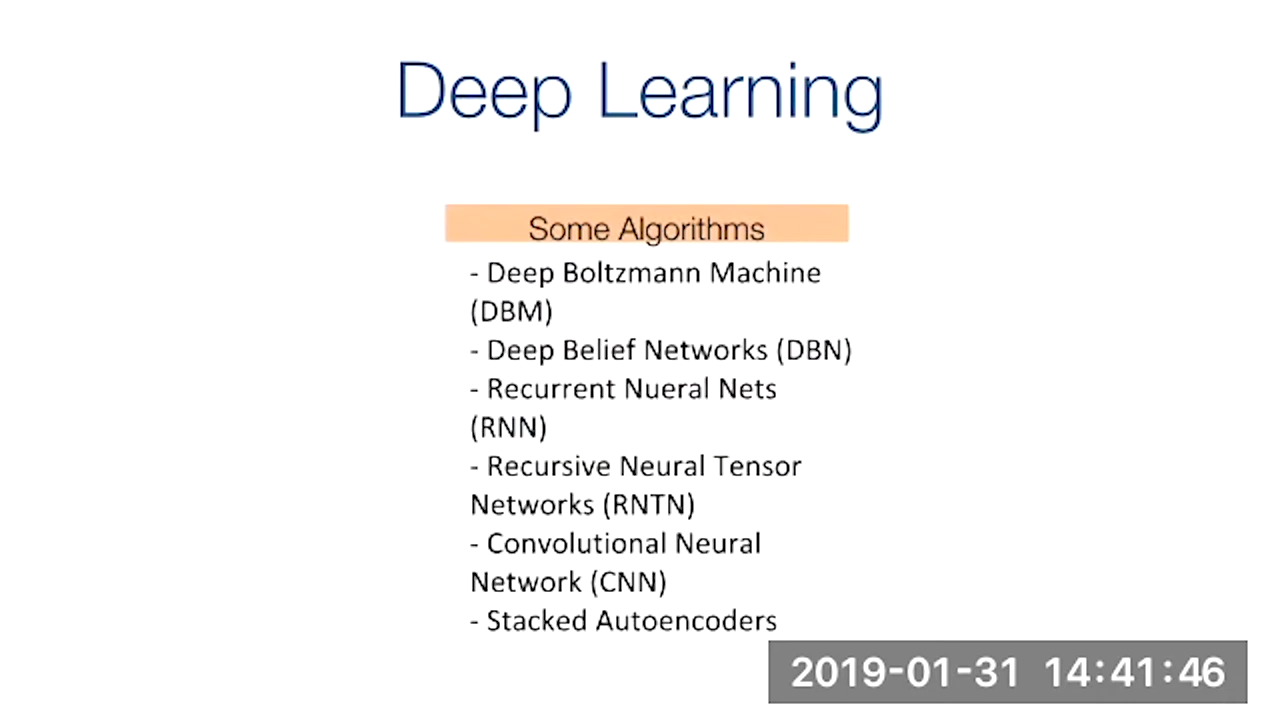 Deep Learning
Some Algorithms
- Deep Boltzmann Machine
(DBM)
- Deep Belief Networks (DBN)
- Recurrent Nueral Nets
(RNN)
- Recursive Neural Tensor
Networks (RNTN)
- Convolutional Neural
Network (CNN)
- Stacked Autoencoders
2019-01-31 14:41:46